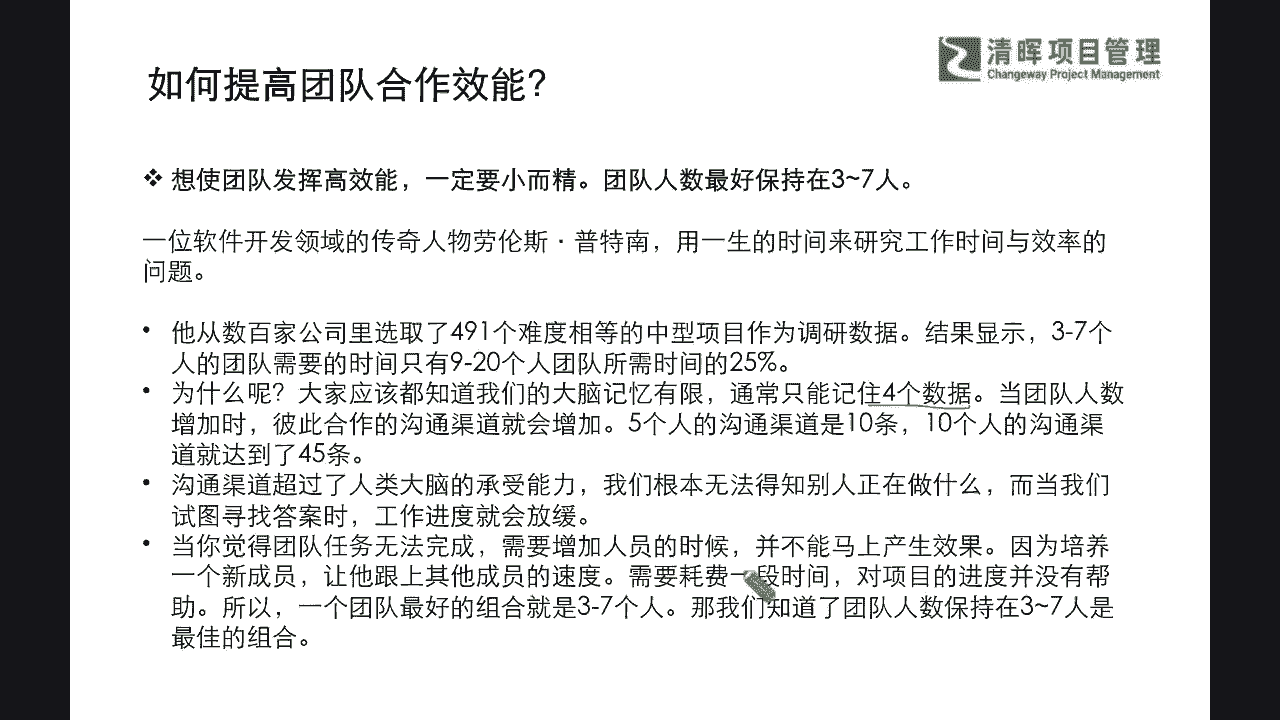 清晖项目管理
Changeway Project Management
如何提高团队合作效能?
❖ 想使团队发挥高效能，一定要小而精。团队人数最好保持在3~7人。
一位软件开发领域的传奇人物劳伦斯·普特南，用一生的时间来研究工作时间与效率的
问题。
• 他从数百家公司里选取了491个难度相等的中型项目作为调研数据。结果显示，3-7个
人的团队需要的时间只有9-20个人团队所需时间的25%。
• 为什么呢？大家应该都知道我们的大脑记忆有限，通常只能记住4个数据。当团队人数
增加时，彼此合作的沟通渠道就会增加。5个人的沟通渠道是10条，10个人的沟通渠
道就达到了45条。
• 沟通渠道超过了人类大脑的承受能力，我们根本无法得知别人正在做什么，而当我们
试图寻找答案时，工作进度就会放缓。
• 当你觉得团队任务无法完成，需要增加人员的时候，并不能马上产生效果。因为培养
一个新成员，让他跟上其他成员的速度。需要耗费一段时间，对项目的进度并没有帮
助。所以，一个团队最好的组合就是3-7个人。那我们知道了团队人数保持在3~7人是
最佳的组合。